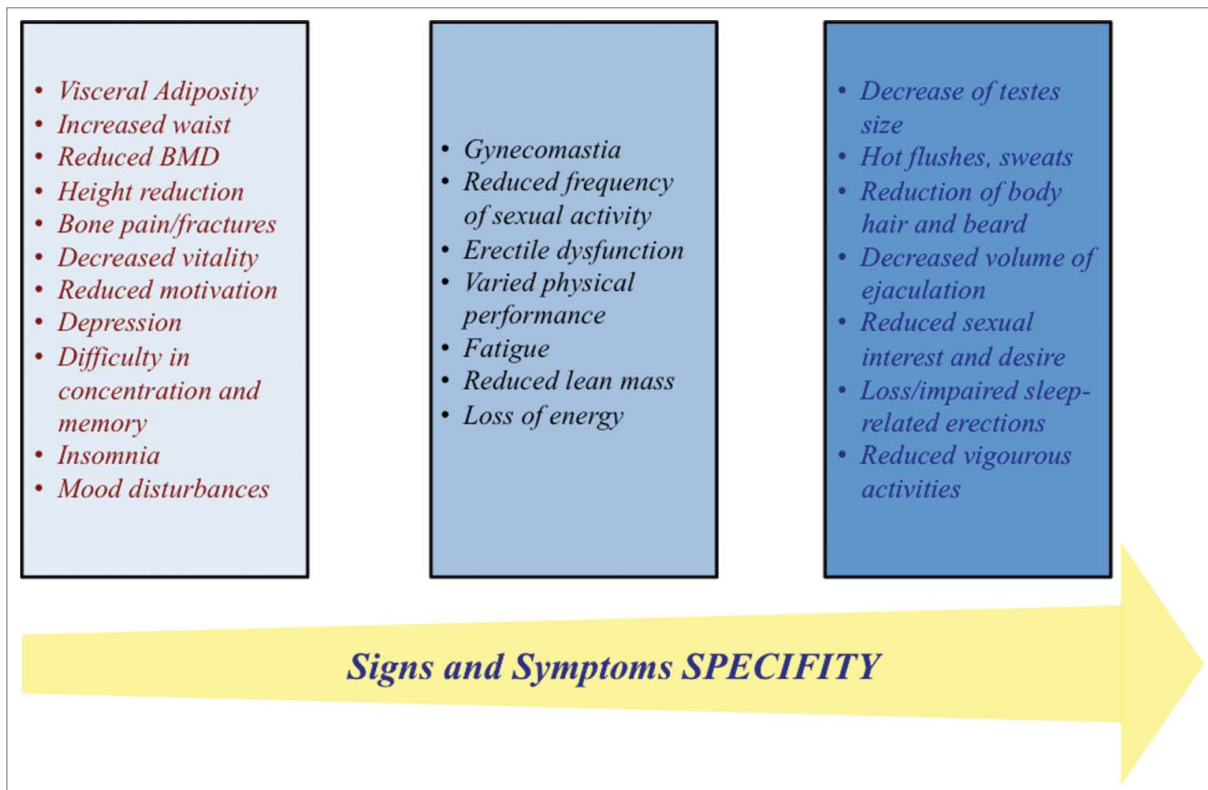 • Visceral Adiposity
• Increased waist
• Reduced BMD
• Height reduction
• Bone pain/fractures
• Decreased vitality
• Reduced motivation
• Depression
• Difficulty in
concentration and
memory
• Insomnia
• Mood disturbances
• Gynecomastia
• Reduced frequency
of sexual activity
• Erectile dysfunction
• Varied physical
performance
• Fatigue
• Reduced lean mass
• Loss of energy
• Decrease of testes
size
• Hot flushes, sweats
• Reduction of body
hair and beard
• Decreased volume of
ejaculation
• Reduced sexual
interest and desire
• Loss/impaired sleep-
related erections
• Reduced vigourous
activities
Signs and Symptoms SPECIFITY